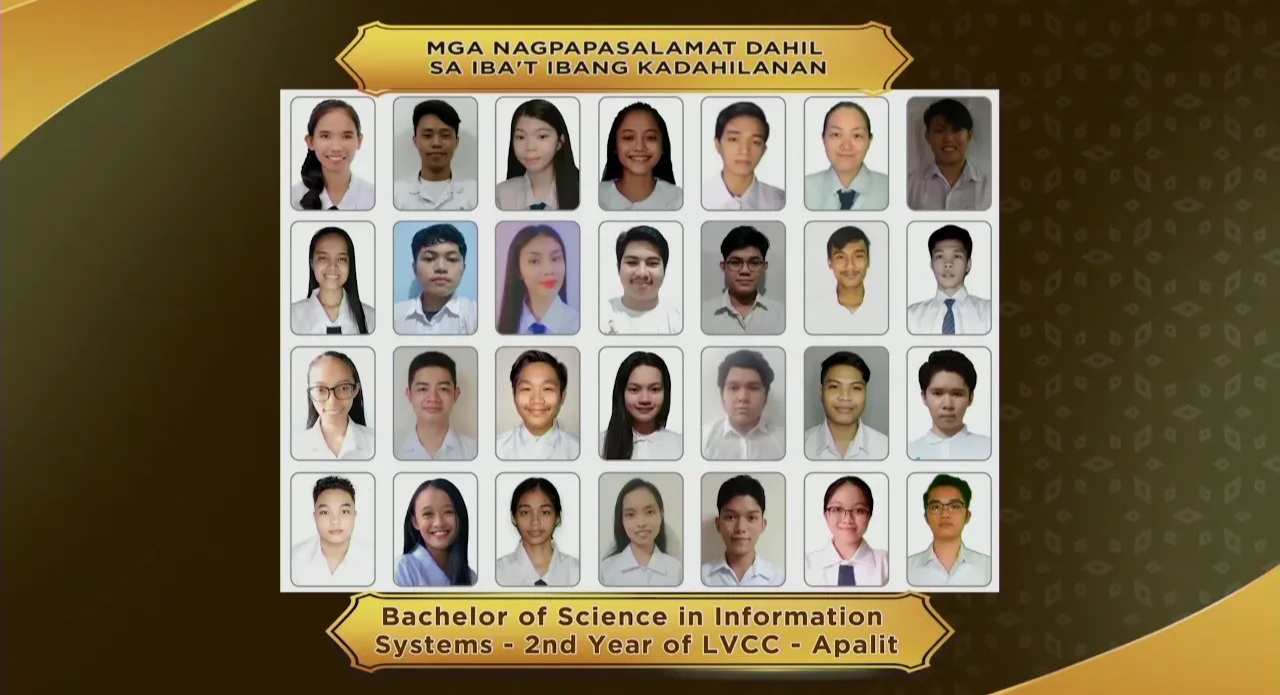 MGA NAGPAPASALAMAT DAHIL
SA IBA'T IBANG KADAHILANAN
Bachelor of Science in Information
Systems - 2nd Year of LVCC - Apalit